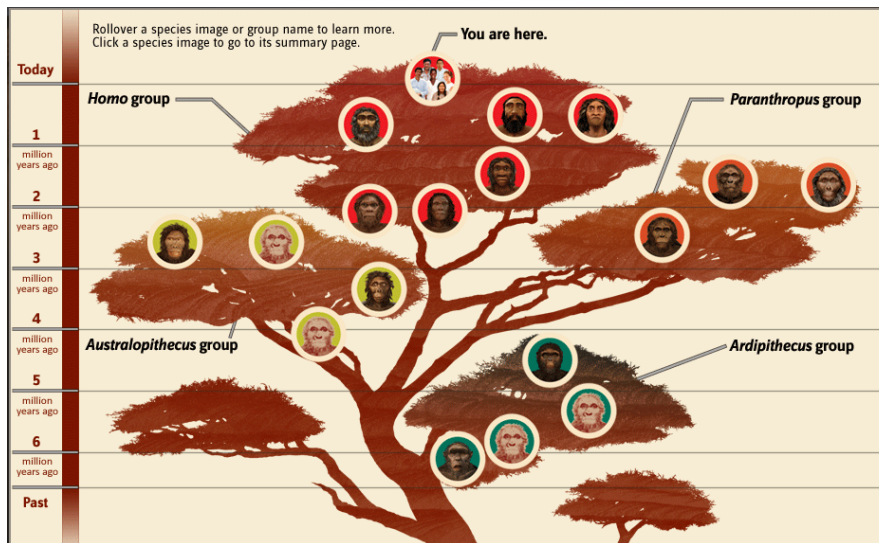 Rollover a species image or group name to learn more.
Click a species image to go to its summary page.
You are here.
Today
Homo group
Paranthropus group
1
million
years ago
2
million
years ago
3
million
years ago
4
million
years ago
Australopithecus group
Ardipithecus group
5
million
years ago
6
million
years ago
Past